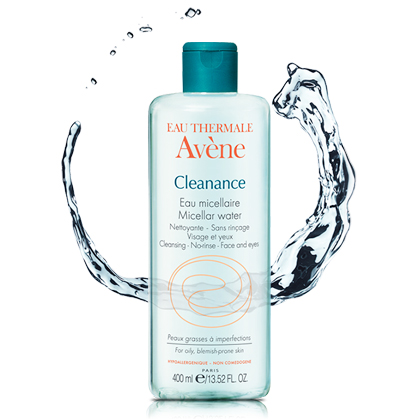 EAU THERMALE
Avène
Cleanance
Eau micellaire
Micellar water
Nettoyante - Sans rinçage
Visage et yeux
Cleansing - No-rinse - Face and eyes
Peaux grasses à imperfections
For oily, blemish-prone skin
HYPOALLERGÉNIQUE - NON COMEDOGENE
PARIS
400 ml e/13.52 FL. OZ.